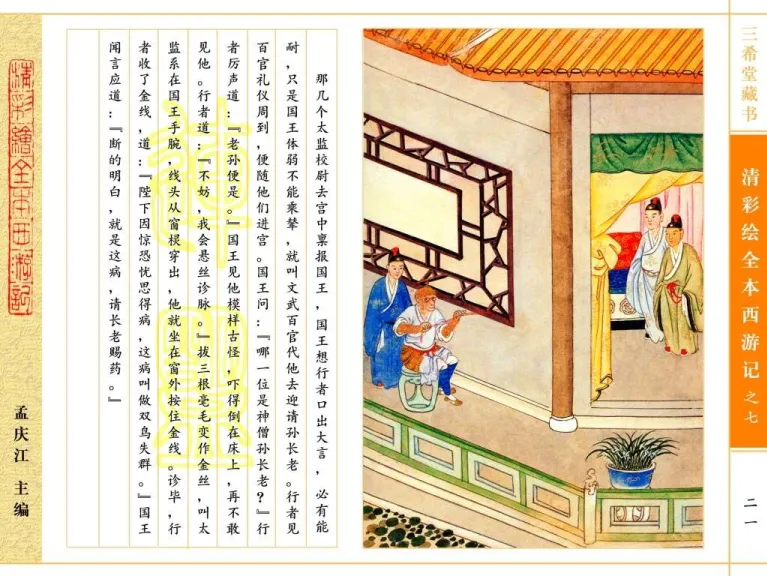 三希堂藏书
清彩绘全本西游记之七
二一
那几个太监校尉去宫中禀报国王，国王想行者口出大言，必有能
耐，只是国王体弱不能乘辇，就叫文武百官代他去迎请孙长老。行者见
百官礼仪周到，便随他们进宫。国王问：『哪一位是神僧孙长老？』行
者厉声道：『老孙便是。』国王见他模样古怪，吓得倒在床上，再不敢
见他。行者道：『不妨，我会悬丝诊脉。』拔三根毫毛变作金丝，叫太
监系在国王手腕，线头从窗棂穿出，他就坐在窗外按住金线。诊毕，行
者收了金线，道：『陛下因惊恐忧思得病，这病叫做双鸟失群。』国王
闻言应道：『断的明白，就是这病，请长老赐药。』
清彩繪全本西游記
孟庆江 主编